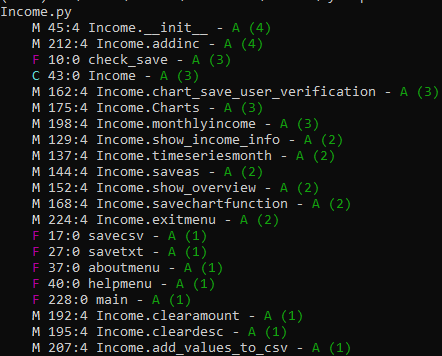 Income.py
M 45:4 Income.__init__ - A (4)
M 212:4 Income.addinc - A (4)
F 10:0 check_save - A (3)
C 43:0 Income - A (3)
M 162:4 Income.chart_save_user_verification - A (3)
M 175:4 Income.Charts - A (3)
M 198:4 Income.monthlyincome - A (3)
M 129:4 Income.show_income_info - A (2)
M 137:4 Income.timeseriesmonth - A (2)
M 144:4 Income.saveas - A (2)
M 152:4 Income.show_overview - A (2)
M 168:4 Income.savechartfunction - A (2)
M 224:4 Income.exitmenu - A (2)
F 17:0 savecsv - A (1)
F 27:0 savetxt - A (1)
F 37:0 aboutmenu - A (1)
F 40:0 helpmenu - A (1)
F 228:0 main - A (1)
M 192:4 Income.clearamount - A (1)
M 195:4 Income.cleardesc - A (1)
M 207:4 Income.add_values_to_csv - A (1)